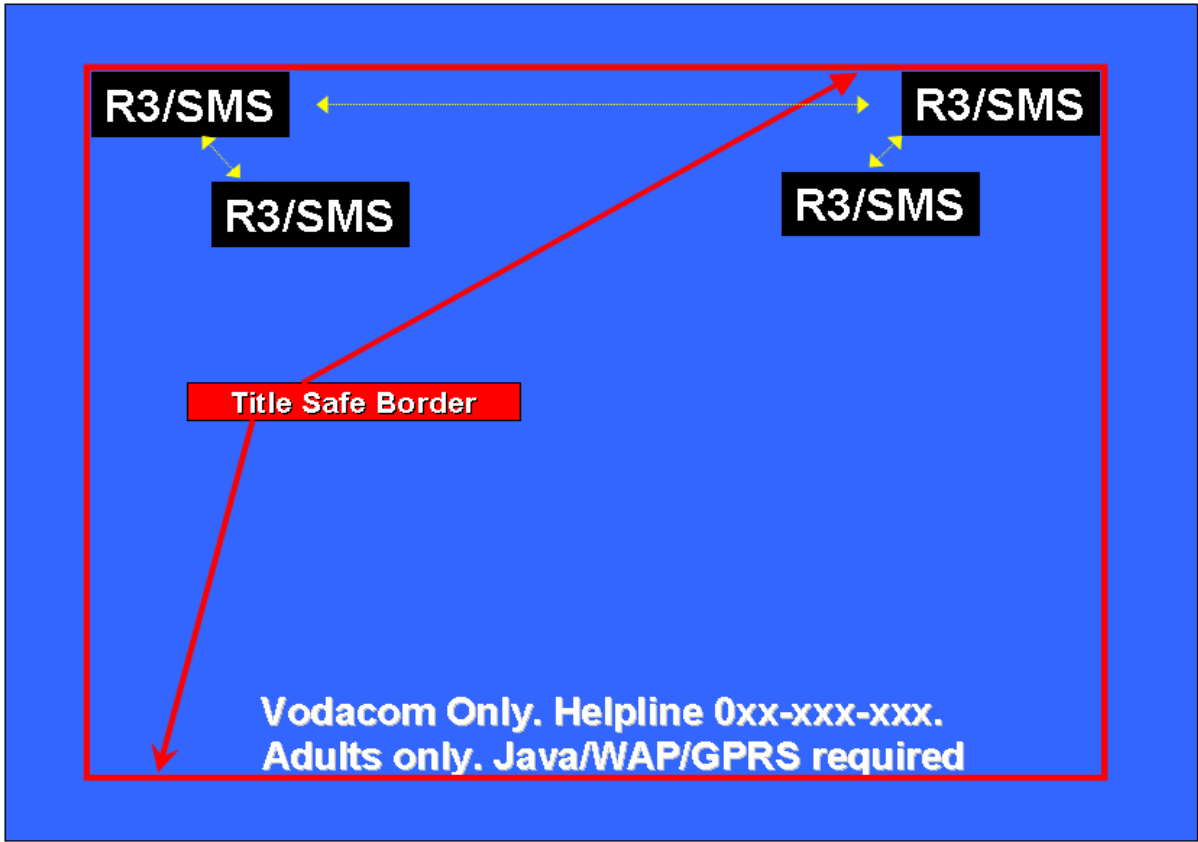 R3/SMS
R3/SMS
R3/SMS
R3/SMS
Title Safe Border
Vodacom Only. Helpline 0xx-xxx-xxx.
Adults only. Java/WAP/GPRS required